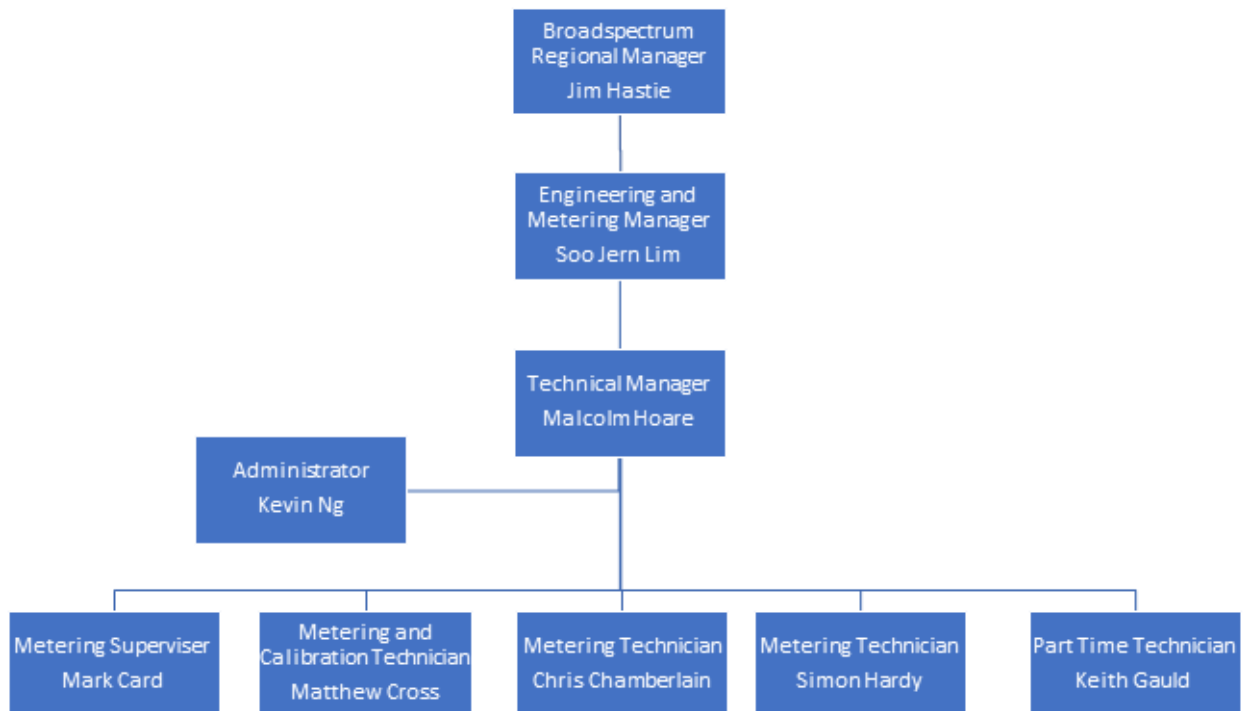 Broadspectrum
Regional Manager
Jim Hastie
Engineering and
Metering Manager
Soo Jern Lim
Technical Manager
Malcolm Hoare
Administrator
Kevin Ng
Metering Superviser
Mark Card
Metering and
Calibration Technician
Matthew Cross
Metering Technician
Chris Chamberlain
Metering Technician
Simon Hardy
Part Time Technician
Keith Gauld